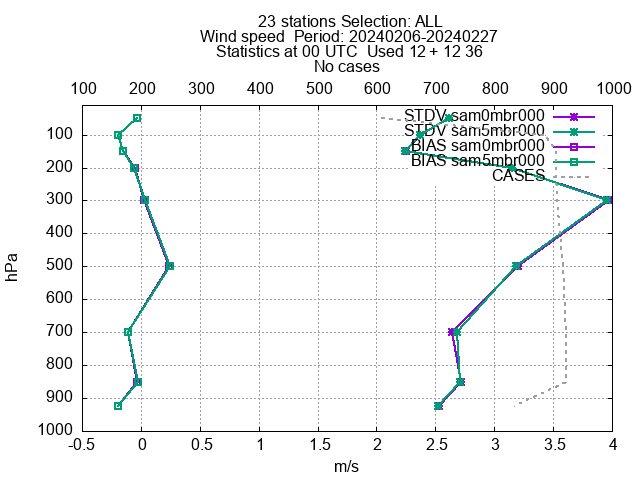 23 stations Selection: ALL
Wind speed  Period: 20240206-20240227
Statistics at 00 UTC  Used 12 + 12 36
No cases
100 200 300 400 500 600 700 800 900 1000
STDV sam0mbr000
STDV sam5mbr000
BIAS sam0mbr000
BIAS sam5mbr000
CASES
100
200
300
400
500
600
700
800
900
1000
hPa
-0.5 0 0.5 1 1.5 2 2.5 3 3.5 4
m/s